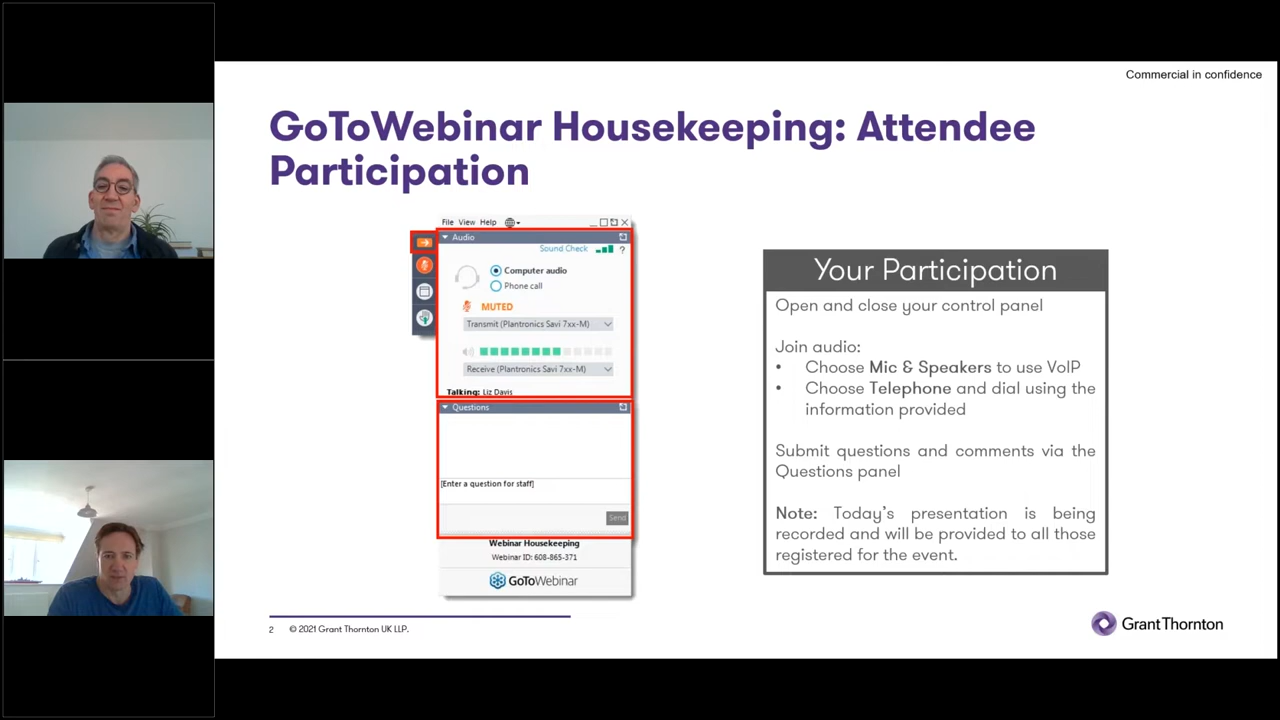 Commercial in confidence
GoToWebinar Housekeeping: Attendee
Participation
File View Help
Audio
Sound Check
?
Computer audio
Phone call
MUTED
Transmit (Plantronics Savi 7xx-M)
Receive (Plantronics Savi 7xx-M)
Talking: Liz Davis
Questions
[Enter a question for staff]
Send
Webinar Housekeeping
Webinar ID: 608-865-371
GoToWebinar
Your Participation
Open and close your control panel
Join audio:
• Choose Mic & Speakers to use VoIP
• Choose Telephone and dial using the
information provided
Submit questions and comments via the
Questions panel
Note: Today's presentation is being
recorded and will be provided to all those
registered for the event.
2 © 2021 Grant Thornton UK LLP.
Grant Thornton